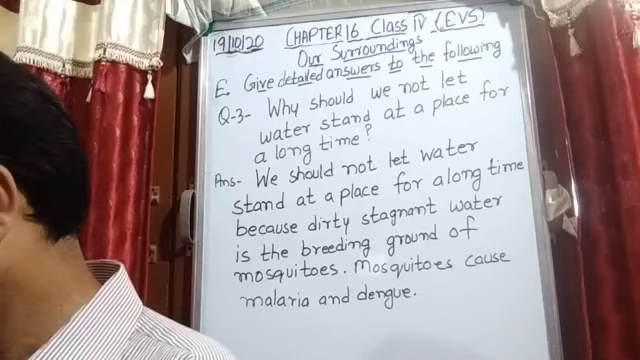 19/10/20 CHAPTER 16 Class IV (EVS)
Our Surroundings
E. Give detailed answers to the following
Q-3- Why should we not let
water stand at a place for
a long time?
Ans- We should not let water
stand at a place for a long time
because dirty stagnant water
is the breeding ground of
mosquitoes. Mosquitoes cause
malaria and dengue.